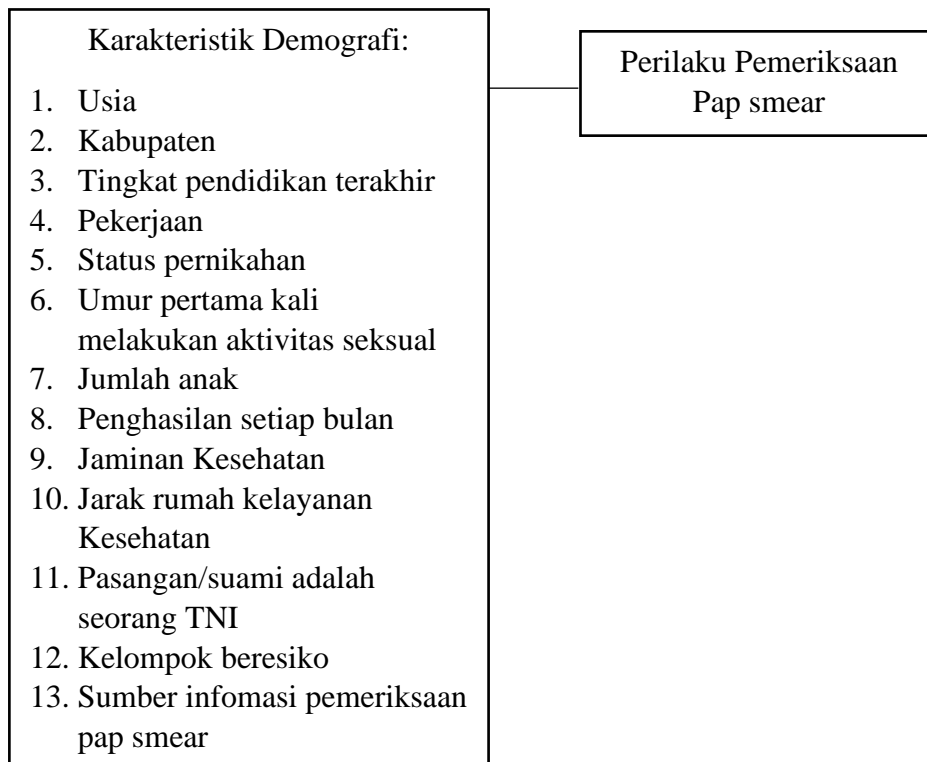 Karakteristik Demografi:
1. Usia
2. Kabupaten
3. Tingkat pendidikan terakhir
4. Pekerjaan
5. Status pernikahan
6. Umur pertama kali
melakukan aktivitas seksual
7. Jumlah anak
8. Penghasilan setiap bulan
9. Jaminan Kesehatan
10. Jarak rumah kelayanan
Kesehatan
11. Pasangan/suami adalah
seorang TNI
12. Kelompok beresiko
13. Sumber infomasi pemeriksaan
pap smear
Perilaku Pemeriksaan
Pap smear